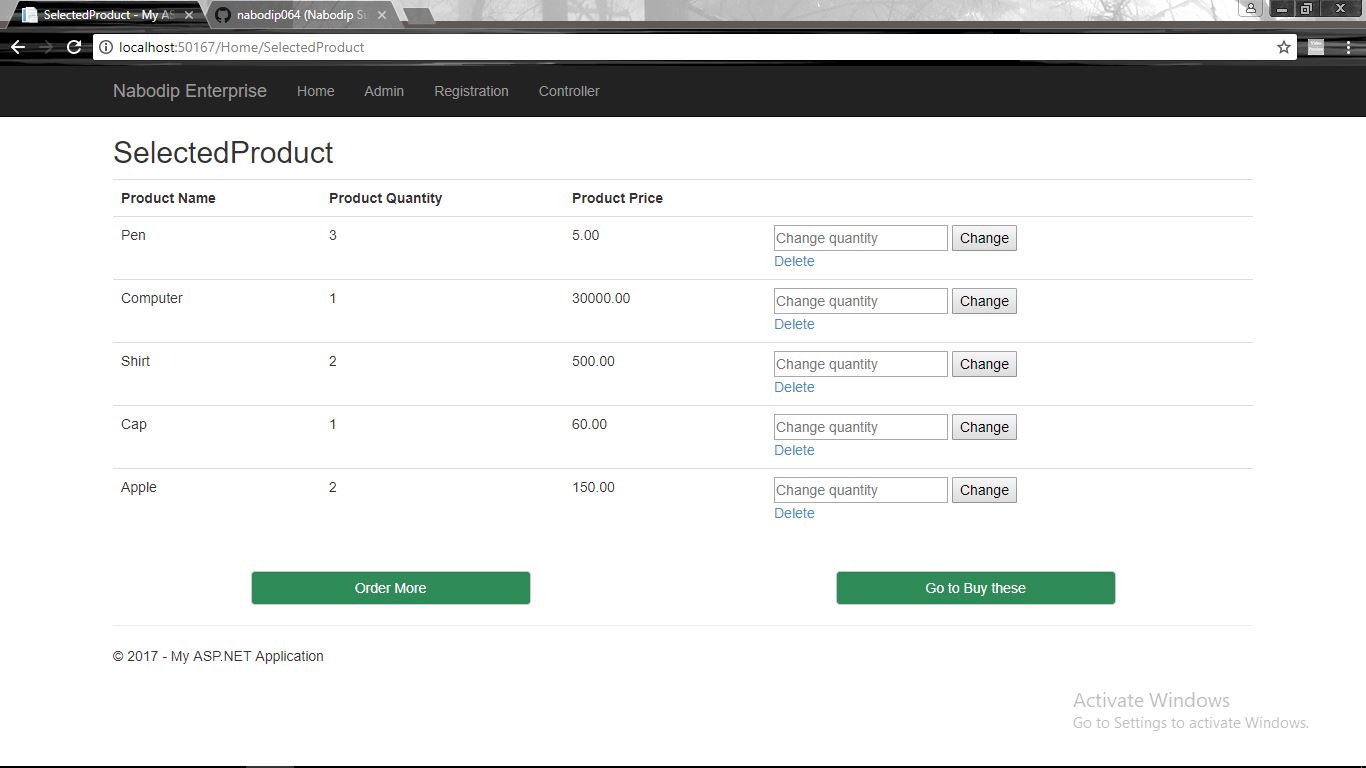 SelectedProduct - My AS
nabodip064 (Nabodip Su
localhost:50167/Home/SelectedProduct
Nabodip Enterprise Home Admin Registration Controller
SelectedProduct
Product Name Product Quantity Product Price
Pen 3 5.00 Change quantity Change
Delete
Computer 1 30000.00 Change quantity Change
Delete
Shirt 2 500.00 Change quantity Change
Delete
Cap 1 60.00 Change quantity Change
Delete
Apple 2 150.00 Change quantity Change
Delete
Order More Go to Buy these
© 2017 - My ASP.NET Application
Activate Windows
Go to Settings to activate Windows.